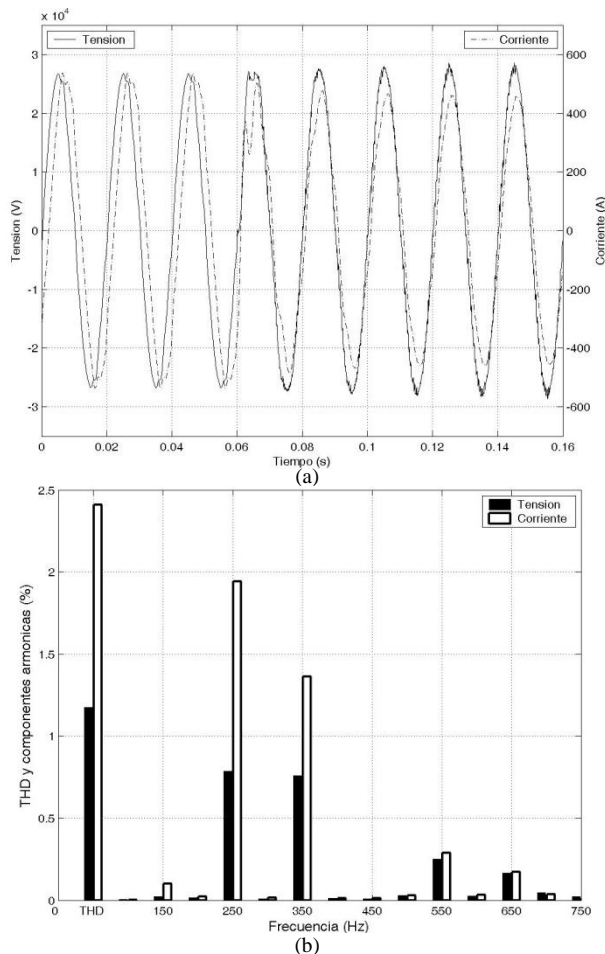 x 10⁴
Tension
Corriente
3
2
1
0
-1
-2
-3
Tension (V)
600
400
200
0
-200
-400
-600
Corriente (A)
0
0.02
0.04
0.06
0.08
0.1
0.12
0.14
0.16
Tiempo (s)
(a)
2.5
2
1.5
1
0.5
0
THD y componentes armonicas (%)
Tension
Corriente
THD
150
250
350
450
550
650
750
Frecuencia (Hz)
(b)